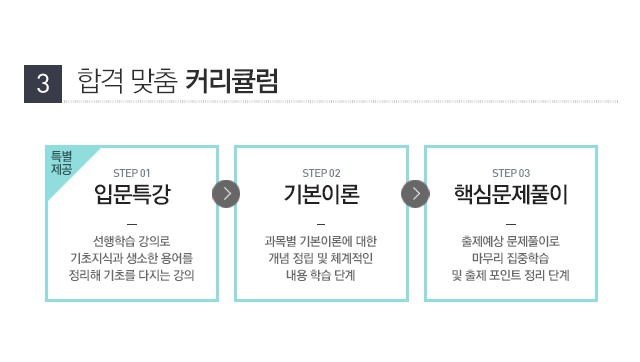 3 합격 맞춤 커리큘럼
특별
제공
STEP 01
입문특강
선행학습 강의로
기초지식과 생소한 용어를
정리해 기초를 다지는 강의
STEP 02
기본이론
과목별 기본이론에 대한
개념 정립 및 체계적인
내용 학습 단계
STEP 03
핵심문제풀이
출제예상 문제풀이로
마무리 집중학습
및 출제 포인트 정리 단계